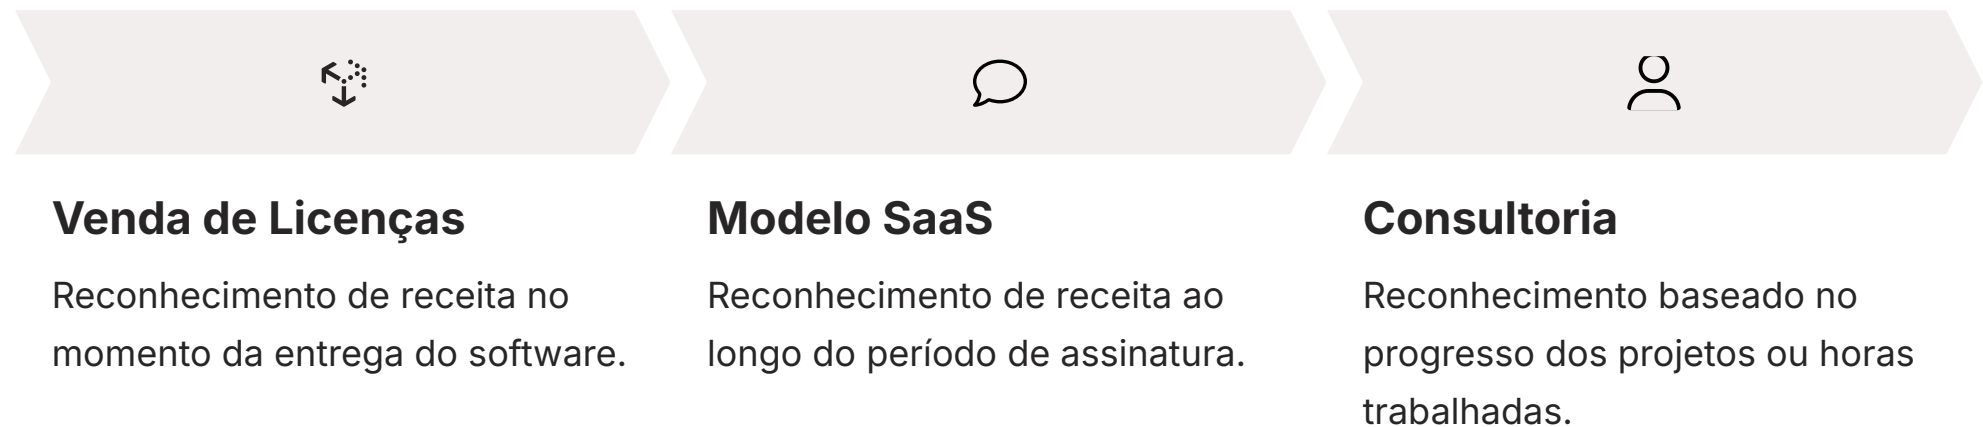 Venda de Licenças
Reconhecimento de receita no
momento da entrega do software.
Modelo SaaS
Reconhecimento de receita ao
longo do período de assinatura.
Consultoria
Reconhecimento baseado no
progresso dos projetos ou horas
trabalhadas.